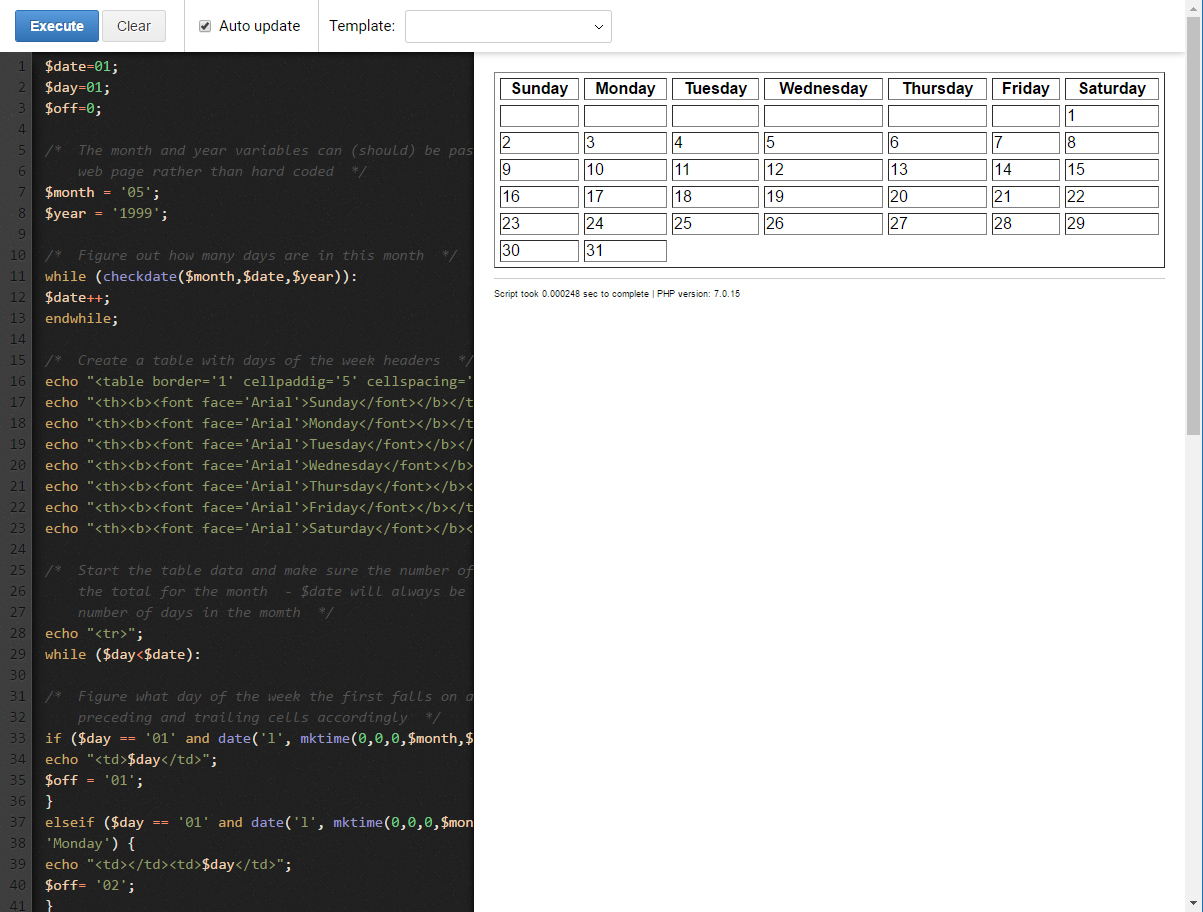 Execute Clear Auto update Template:
1 $date=01;
2 $day=01;
3 $off=0;
4
5 /*  The month and year variables can (should) be pas
6     web page rather than hard coded  */
7 $month = '05';
8 $year = '1999';
9
10 /*  Figure out how many days are in this month  */
11 while (checkdate($month,$date,$year)):
12 $date++;
13 endwhile;
14
15 /*  Create a table with days of the week headers  */
16 echo "<table border='1' cellpaddig='5' cellspacing='
17 echo "<th><b><font face='Arial'>Sunday</font></b></t
18 echo "<th><b><font face='Arial'>Monday</font></b></t
19 echo "<th><b><font face='Arial'>Tuesday</font></b></
20 echo "<th><b><font face='Arial'>Wednesday</font></b>
21 echo "<th><b><font face='Arial'>Thursday</font></b><
22 echo "<th><b><font face='Arial'>Friday</font></b></t
23 echo "<th><b><font face='Arial'>Saturday</font></b><
24
25 /*  Start the table data and make sure the number of
26     the total for the month  - $date will always be
27     number of days in the momth  */
28 echo "<tr>";
29 while ($day<$date):
30
31 /*  Figure what day of the week the first falls on a
32     preceding and trailing cells accordingly  */
33 if ($day == '01' and date('l', mktime(0,0,0,$month,$
34 echo "<td>$day</td>";
35 $off = '01';
36 }
37 elseif ($day == '01' and date('l', mktime(0,0,0,$mon
38 'Monday') {
39 echo "<td></td><td>$day</td>";
40 $off= '02';
41 }
Sunday Monday Tuesday Wednesday Thursday Friday Saturday
1
2 3 4 5 6 7 8
9 10 11 12 13 14 15
16 17 18 19 20 21 22
23 24 25 26 27 28 29
30 31
Script took 0.000248 sec to complete | PHP version: 7.0.15